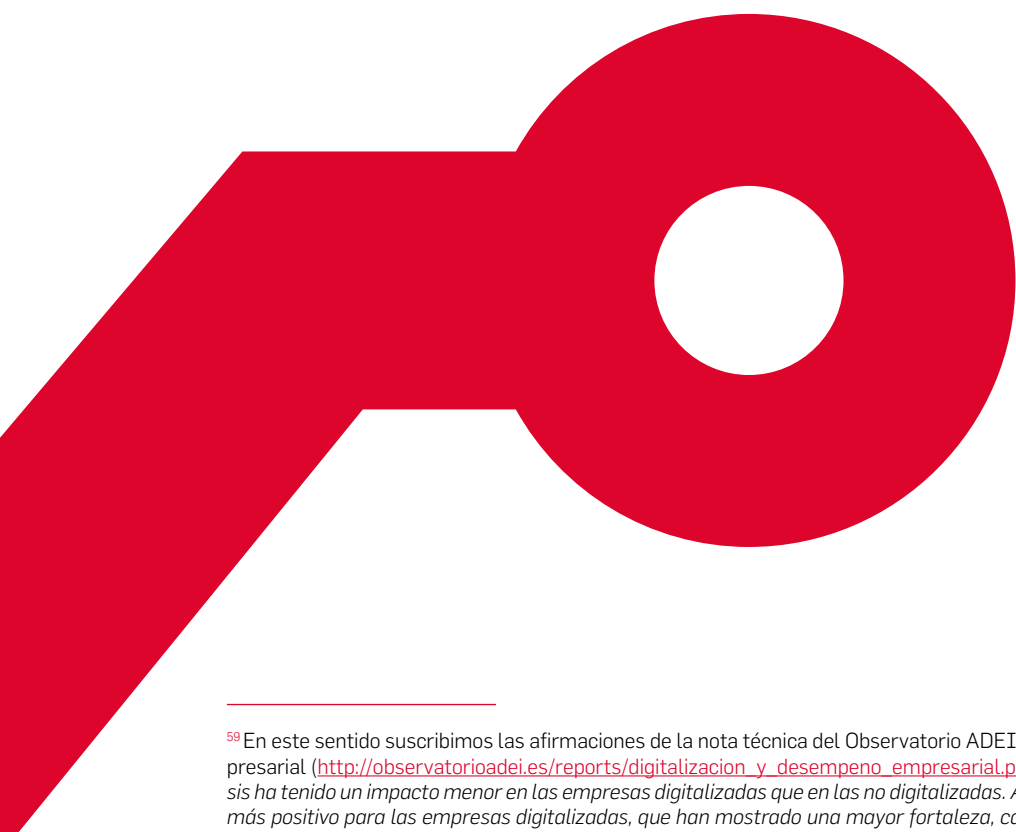 59 En este sentido suscribimos las afirmaciones de la nota técnica del Observatorio ADEI
presarial (http://observatorioadei.es/reports/digitalizacion_y_desempeno_empresarial.p
sis ha tenido un impacto menor en las empresas digitalizadas que en las no digitalizadas.
más positivo para las empresas digitalizadas, que han mostrado una mayor fortaleza,